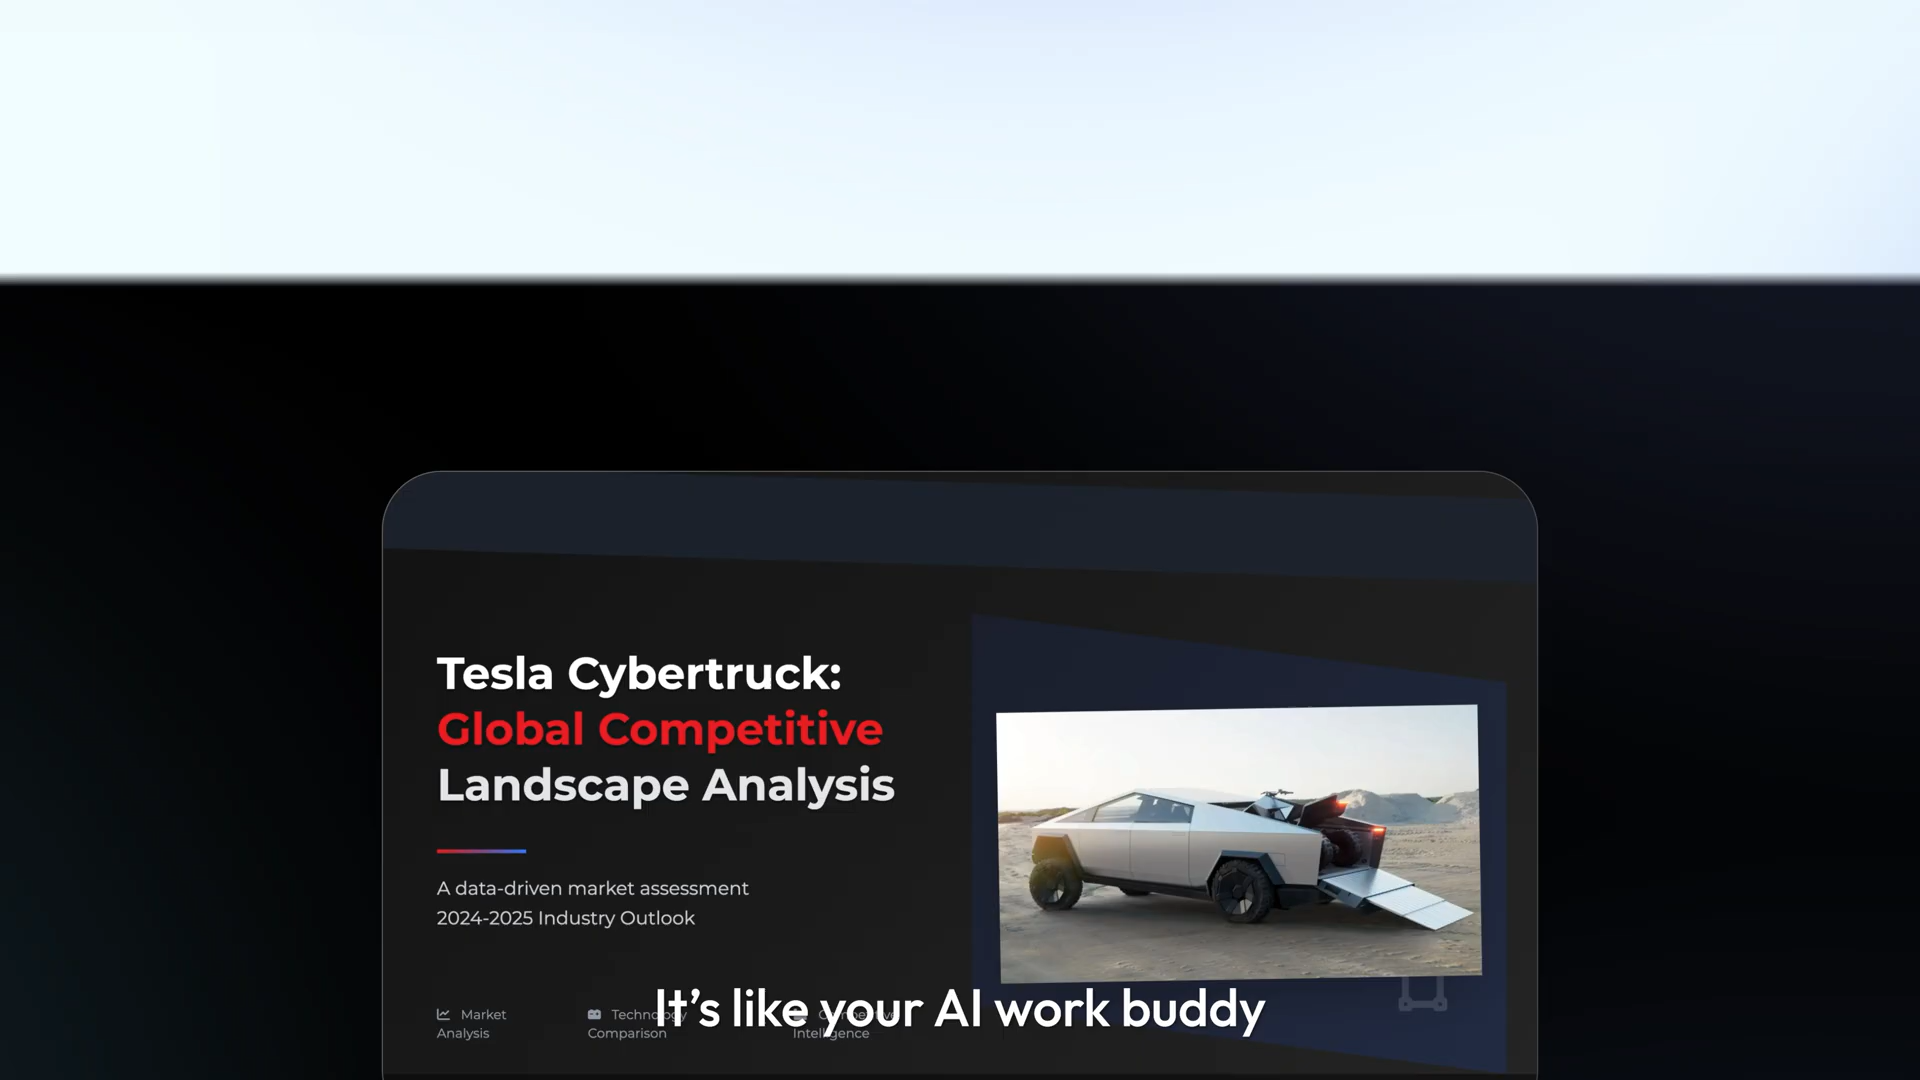 Tesla Cybertruck:
Global Competitive
Landscape Analysis
A data-driven market assessment
2024-2025 Industry Outlook
Market
Analysis
Comparison
Intelligence
It's like your AI work buddy